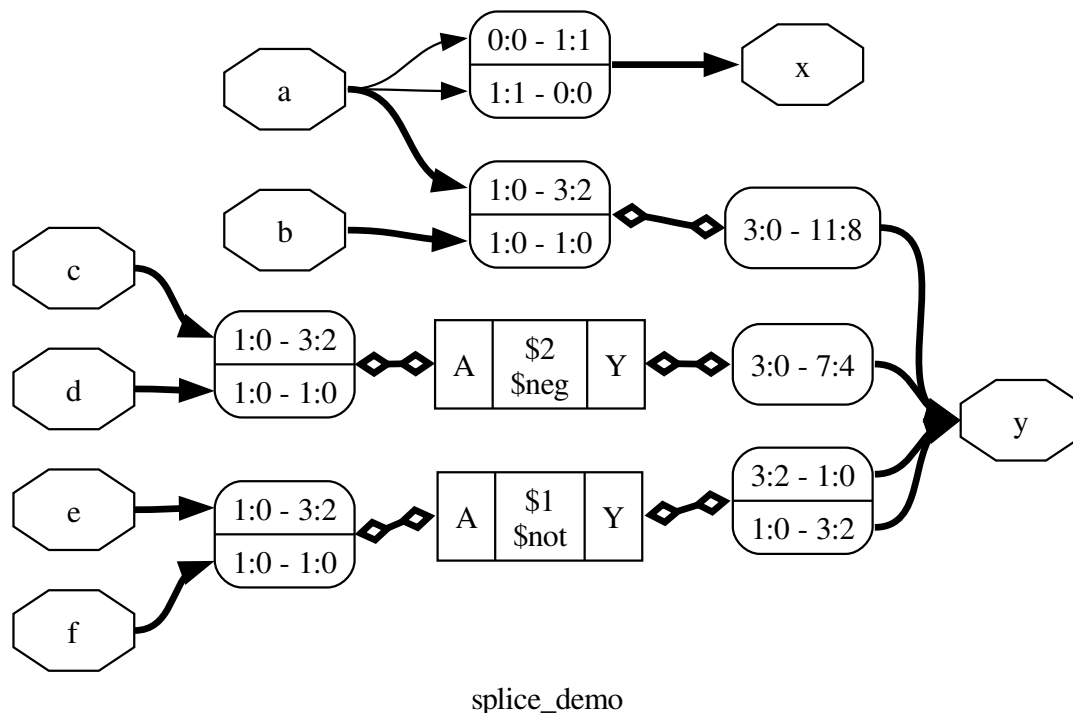 a
0:0 - 1:1
1:1 - 0:0
x
b
1:0 - 3:2
1:0 - 1:0
3:0 - 11:8
c
d
1:0 - 3:2
1:0 - 1:0
A
$2
$neg
Y
3:0 - 7:4
y
e
f
1:0 - 3:2
1:0 - 1:0
A
$1
$not
Y
3:2 - 1:0
1:0 - 3:2
splice_demo